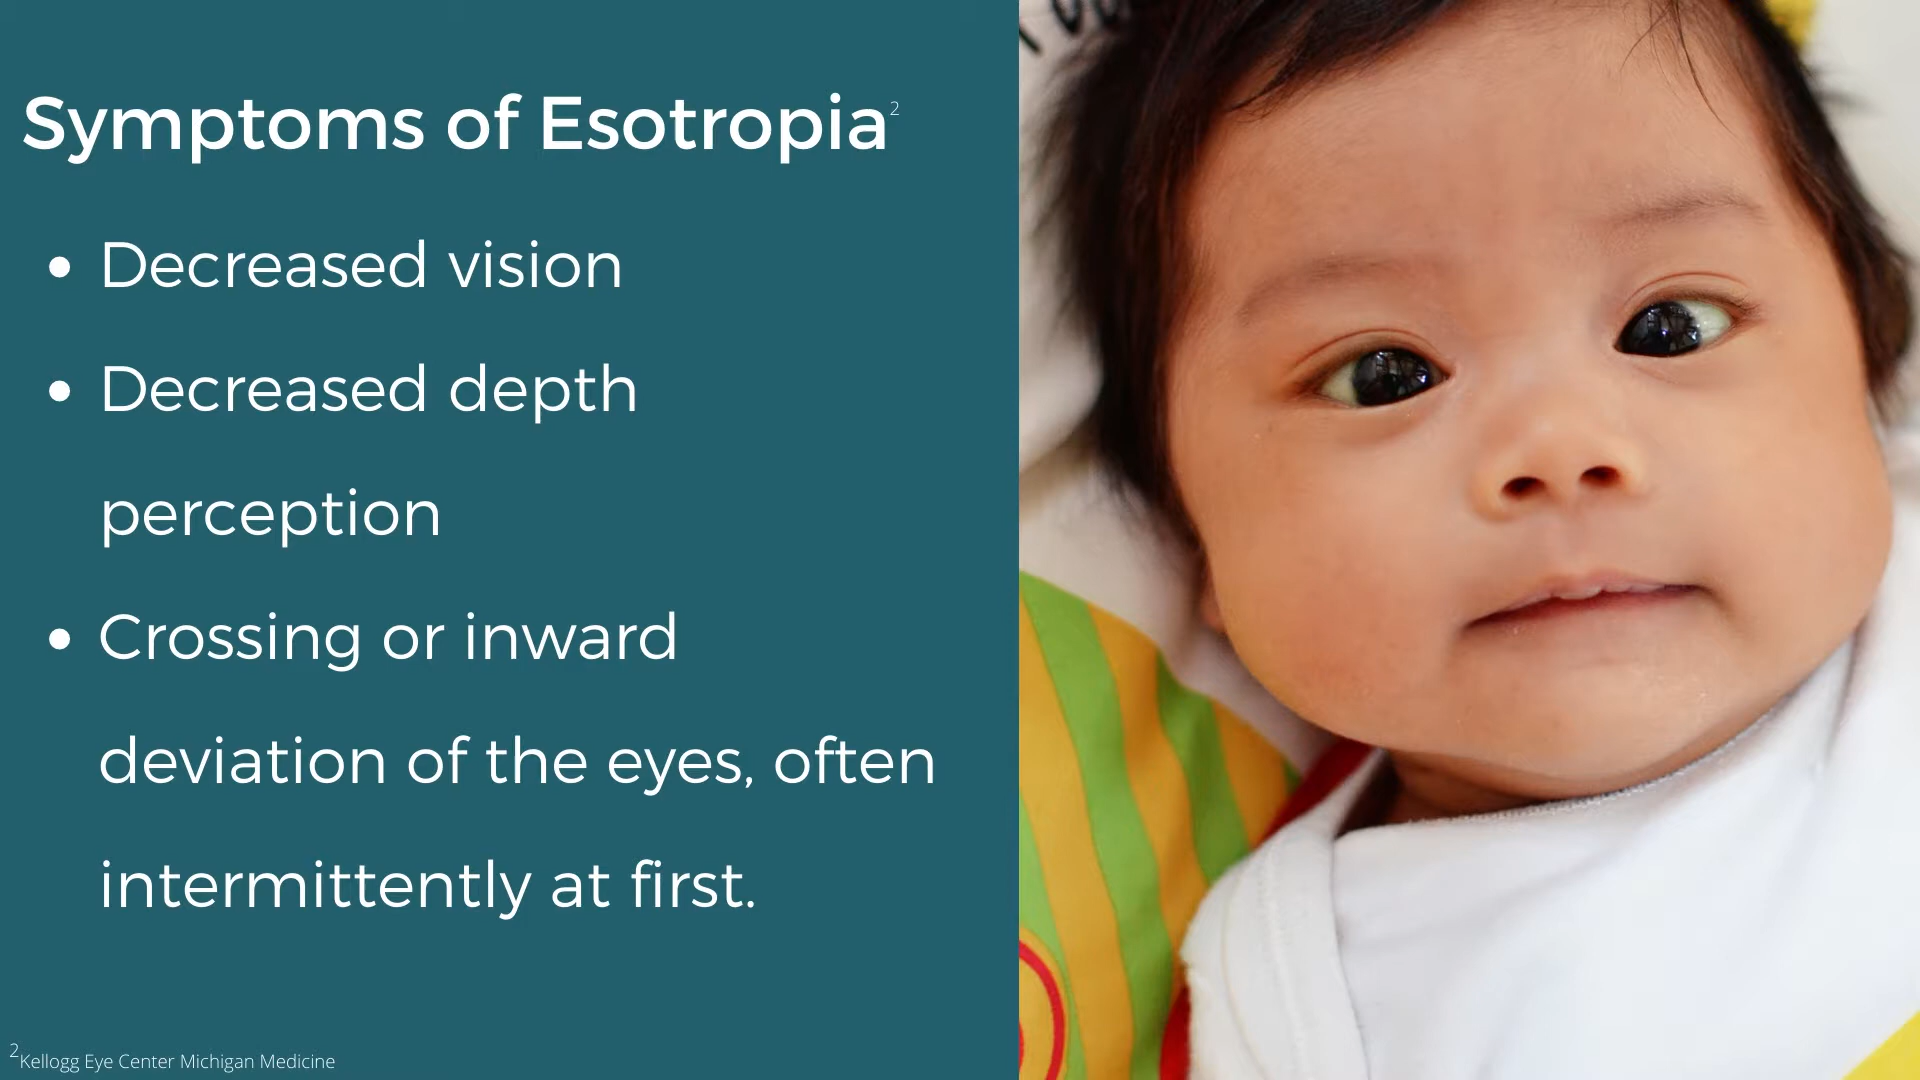 Symptoms of Esotropia²
• Decreased vision
• Decreased depth
perception
• Crossing or inward
deviation of the eyes, often
intermittently at first.
²Kellogg Eye Center Michigan Medicine